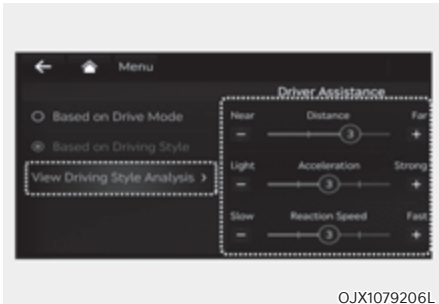 Menu
Driver Assistance
Based on Drive Mode
Based on Driving Style
View Driving Style Analysis >
Near Distance Far
− 3 +
Light Acceleration Strong
− 3 +
Slow Reaction Speed Fast
− 3 +
OJX1079206L